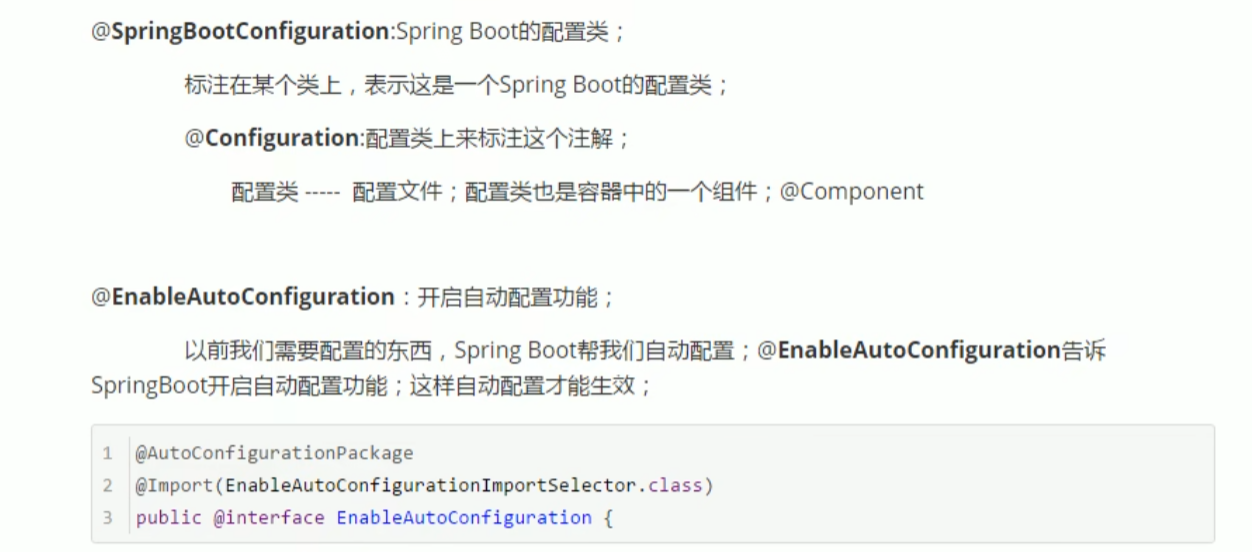 @SpringBootConfiguration:Spring Boot的配置类；
标注在某个类上，表示这是一个Spring Boot的配置类；
@Configuration:配置类上来标注这个注解；
配置类 ----- 配置文件；配置类也是容器中的一个组件；@Component
@EnableAutoConfiguration：开启自动配置功能；
以前我们需要配置的东西，Spring Boot帮我们自动配置；@EnableAutoConfiguration告诉
SpringBoot开启自动配置功能；这样自动配置才能生效；
1 @AutoConfigurationPackage
2 @Import(EnableAutoConfigurationImportSelector.class)
3 public @interface EnableAutoConfiguration {